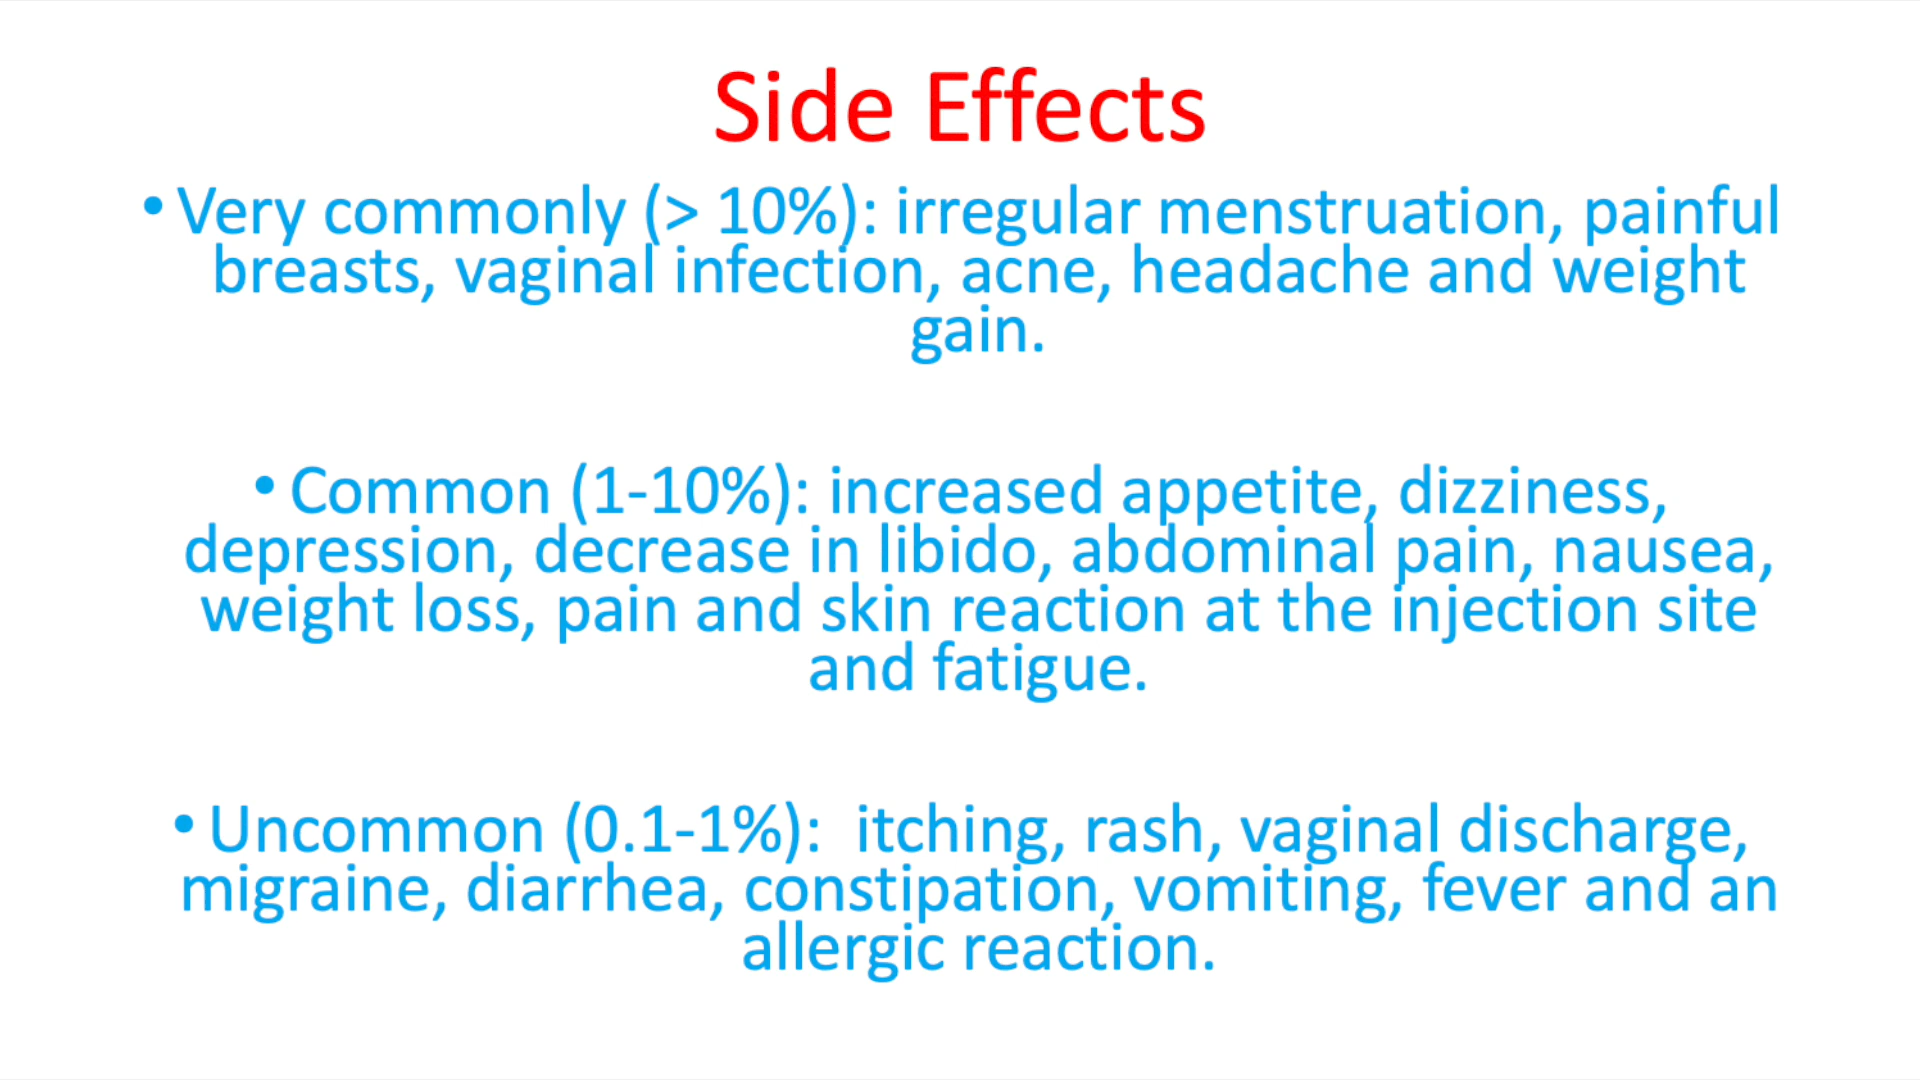 Side Effects
• Very commonly (> 10%): irregular menstruation, painful
breasts, vaginal infection, acne, headache and weight
gain.
• Common (1-10%): increased appetite, dizziness,
depression, decrease in libido, abdominal pain, nausea,
weight loss, pain and skin reaction at the injection site
and fatigue.
• Uncommon (0.1-1%):  itching, rash, vaginal discharge,
migraine, diarrhea, constipation, vomiting, fever and an
allergic reaction.